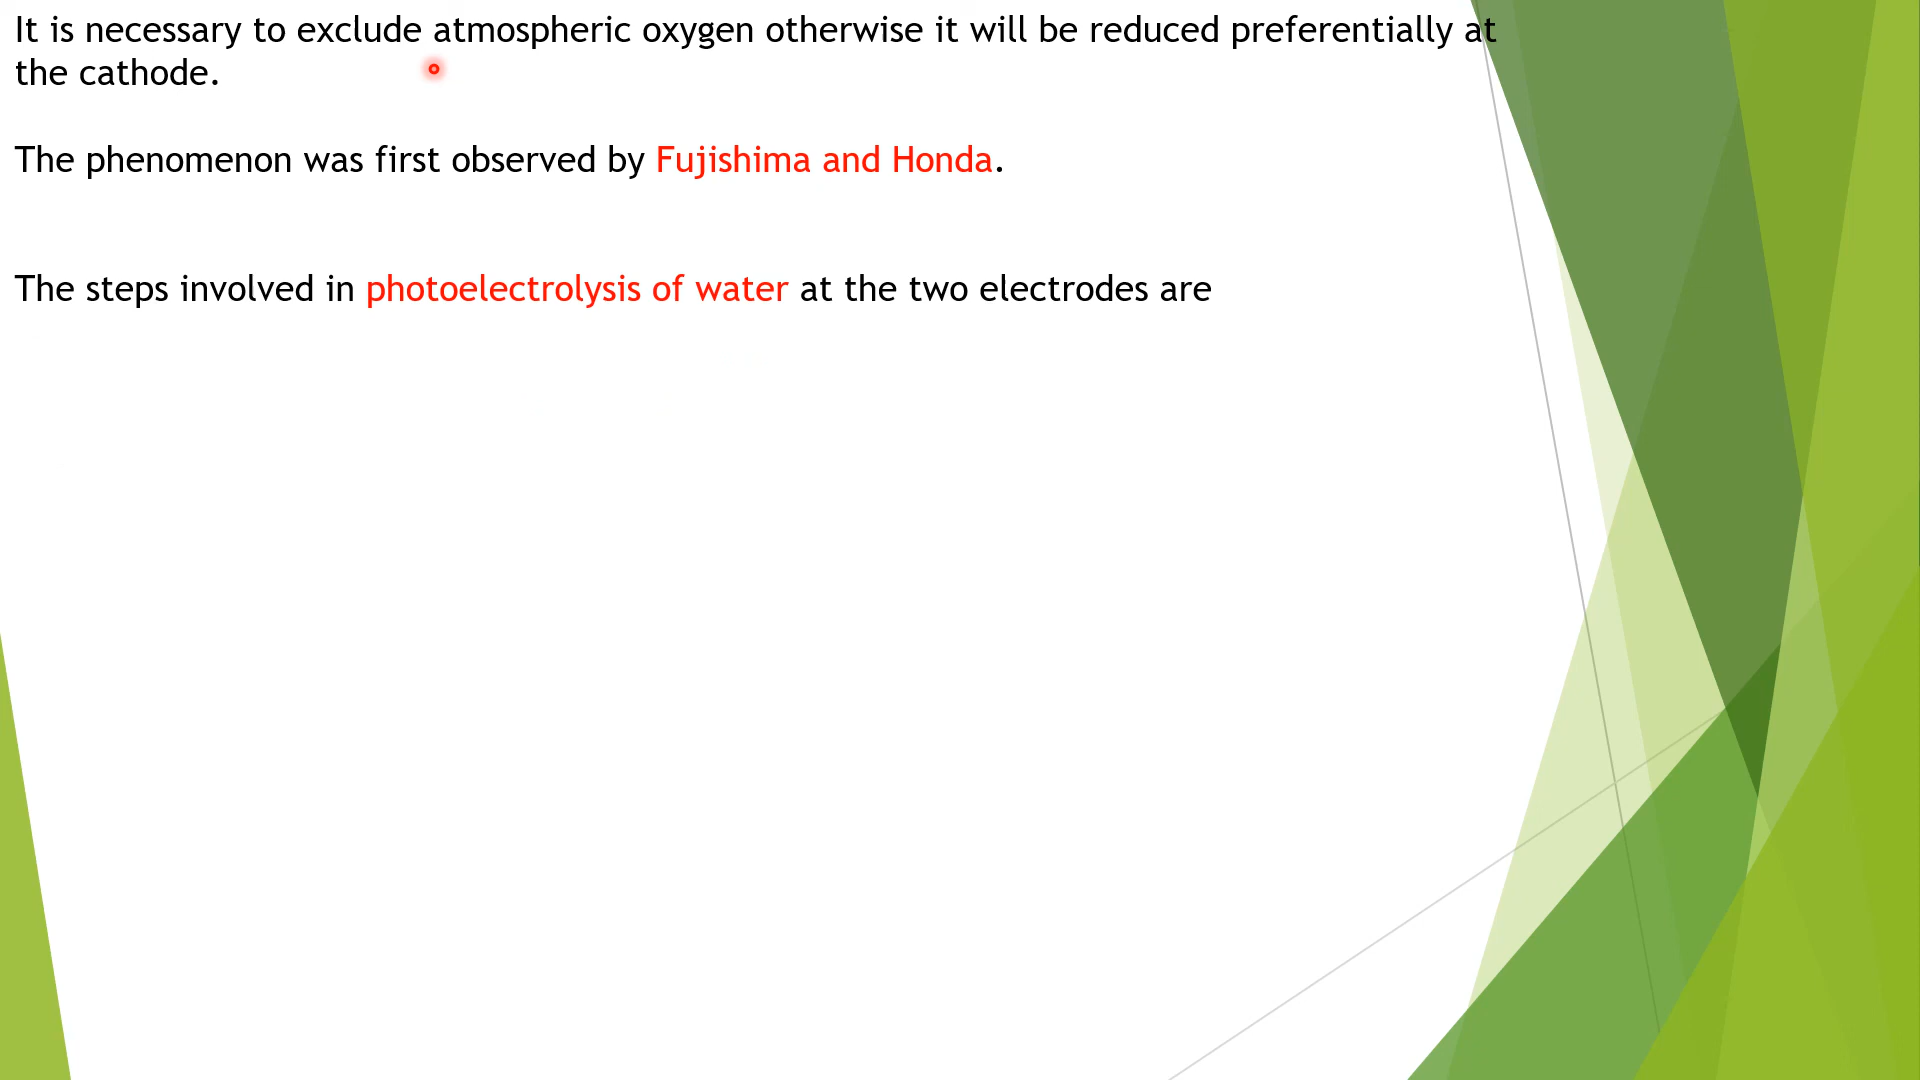 It is necessary to exclude atmospheric oxygen otherwise it will be reduced preferentially at
the cathode.
The phenomenon was first observed by Fujishima and Honda.
The steps involved in photoelectrolysis of water at the two electrodes are